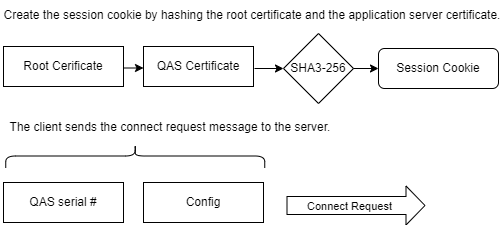 Create the session cookie by hashing the root certificate and the application server certificate.
Root Cerificate
QAS Certificate
SHA3-256
Session Cookie
The client sends the connect request message to the server.
QAS serial #
Config
Connect Request